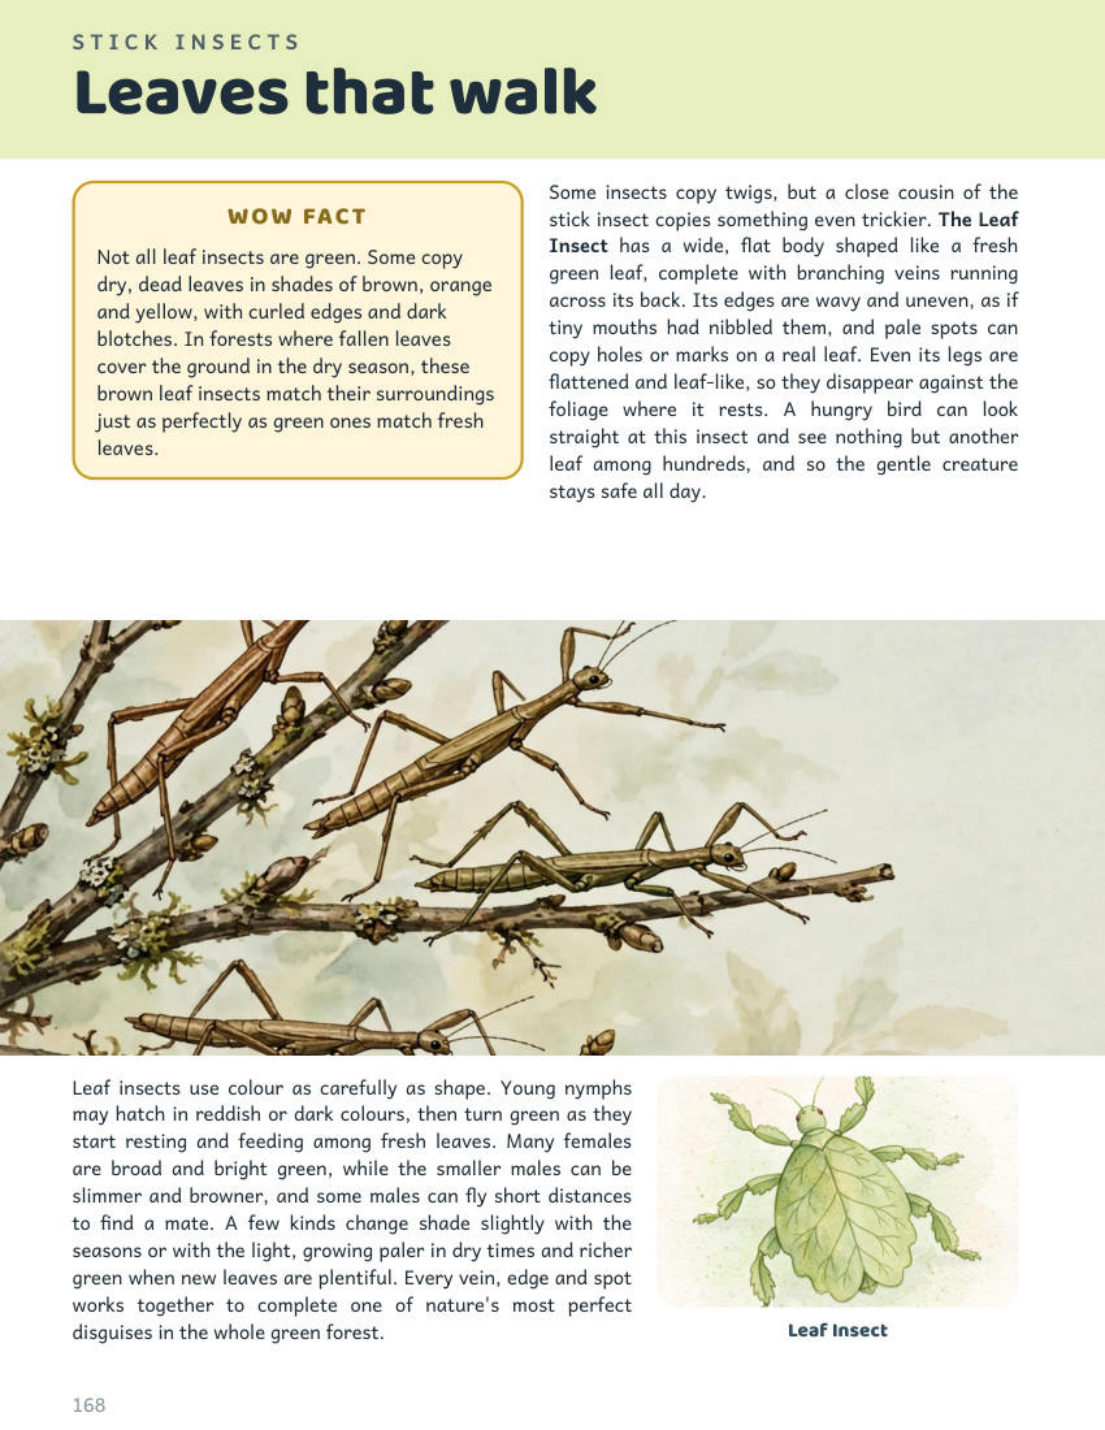 STICK INSECTS
Leaves that walk
WOW FACT
Not all leaf insects are green. Some copy
dry, dead leaves in shades of brown, orange
and yellow, with curled edges and dark
blotches. In forests where fallen leaves
cover the ground in the dry season, these
brown leaf insects match their surroundings
just as perfectly as green ones match fresh
leaves.
Some insects copy twigs, but a close cousin of the
stick insect copies something even trickier. The Leaf
Insect has a wide, flat body shaped like a fresh
green leaf, complete with branching veins running
across its back. Its edges are wavy and uneven, as if
tiny mouths had nibbled them, and pale spots can
copy holes or marks on a real leaf. Even its legs are
flattened and leaf-like, so they disappear against the
foliage where it rests. A hungry bird can look
straight at this insect and see nothing but another
leaf among hundreds, and so the gentle creature
stays safe all day.
Leaf insects use colour as carefully as shape. Young nymphs
may hatch in reddish or dark colours, then turn green as they
start resting and feeding among fresh leaves. Many females
are broad and bright green, while the smaller males can be
slimmer and browner, and some males can fly short distances
to find a mate. A few kinds change shade slightly with the
seasons or with the light, growing paler in dry times and richer
green when new leaves are plentiful. Every vein, edge and spot
works together to complete one of nature's most perfect
disguises in the whole green forest.
Leaf Insect
168